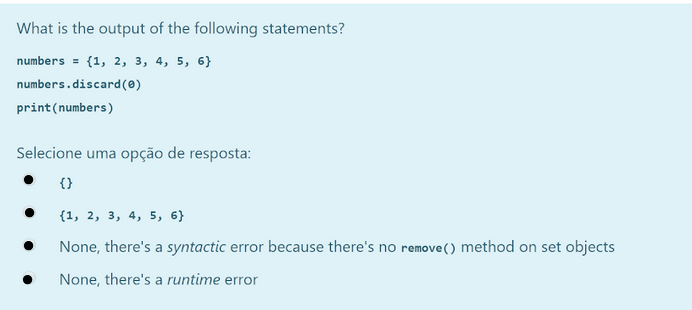 What is the output of the following statements?
numbers = {1, 2, 3, 4, 5, 6}
numbers.discard(0)
print(numbers)
Selecione uma opção de resposta:
{}
{1, 2, 3, 4, 5, 6}
None, there's a syntactic error because there's no remove() method on set objects
None, there's a runtime error